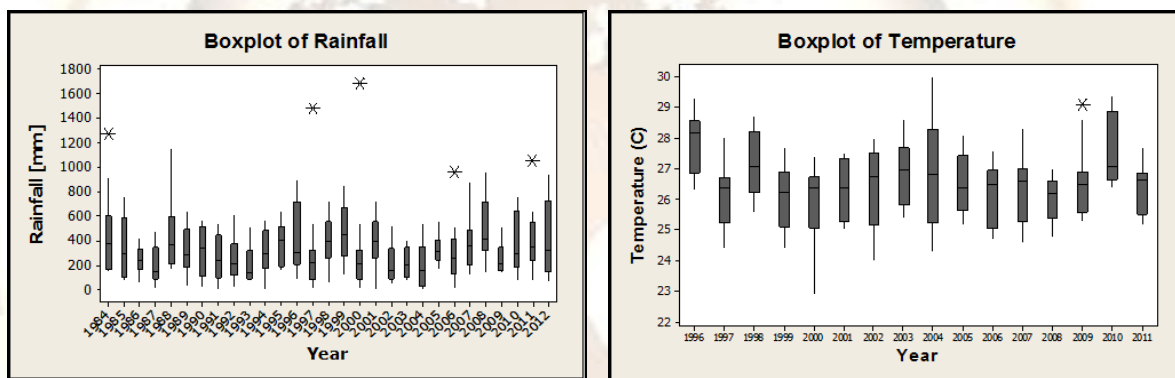 Boxplot of Rainfall
1800
1600
1400
1200
1000
800
600
400
200
0
Rainfall [mm]
1984 1985 1986 1987 1988 1989 1990 1991 1992 1993 1994 1995 1996 1997 1998 1999 2000 2001 2002 2003 2004 2005 2006 2007 2008 2009 2010 2011 2012
Year
Boxplot of Temperature
30
29
28
27
26
25
24
23
22
Temperature (C)
1996 1997 1998 1999 2000 2001 2002 2003 2004 2005 2006 2007 2008 2009 2010 2011
Year